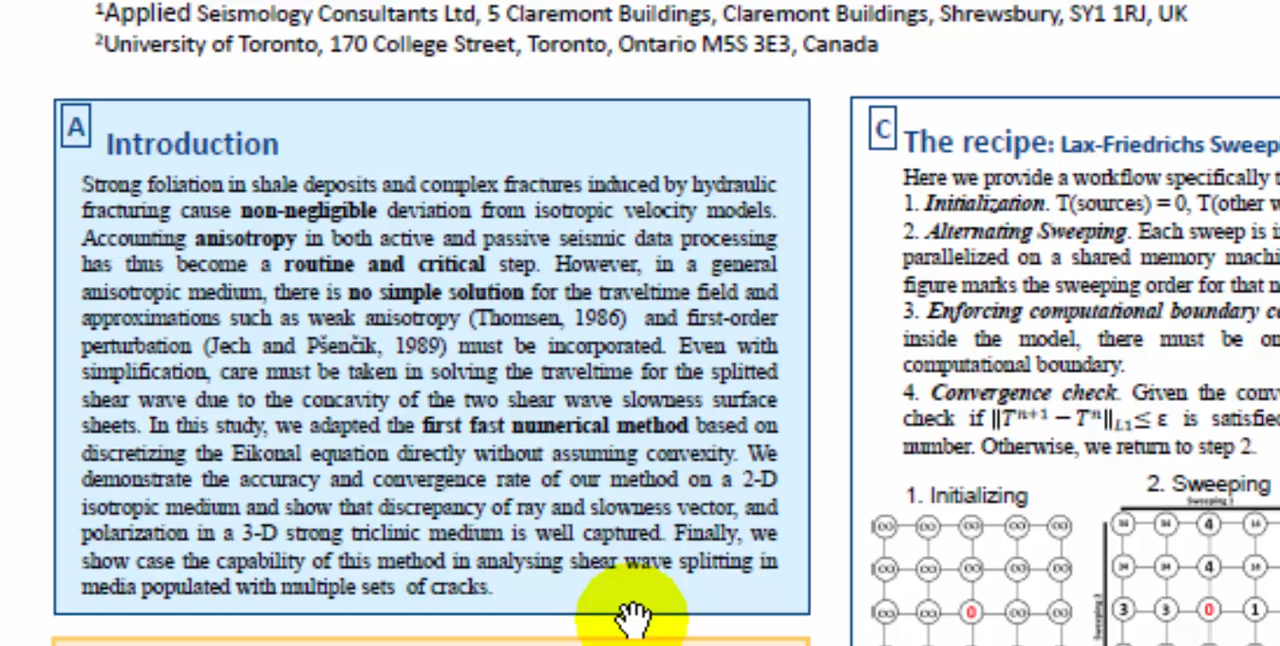 ¹Applied Seismology Consultants Ltd, 5 Claremont Buildings, Claremont Buildings, Shrewsbury, SY1 1RJ, UK
²University of Toronto, 170 College Street, Toronto, Ontario M5S 3E3, Canada
A Introduction
Strong foliation in shale deposits and complex fractures induced by hydraulic
fracturing cause non-negligible deviation from isotropic velocity models.
Accounting anisotropy in both active and passive seismic data processing
has thus become a routine and critical step. However, in a general
anisotropic medium, there is no simple solution for the traveltime field and
approximations such as weak anisotropy (Thomsen, 1986) and first-order
perturbation (Jech and Pšenčik, 1989) must be incorporated. Even with
simplification, care must be taken in solving the traveltime for the splitted
shear wave due to the concavity of the two shear wave slowness surface
sheets. In this study, we adapted the first fast numerical method based on
discretizing the Eikonal equation directly without assuming convexity. We
demonstrate the accuracy and convergence rate of our method on a 2-D
isotropic medium and show that discrepancy of ray and slowness vector, and
polarization in a 3-D strong triclinic medium is well captured. Finally, we
show case the capability of this method in analysing shear wave splitting in
media populated with multiple sets of cracks.
C The recipe: Lax-Friedrichs Sweep
Here we provide a workflow specifically t
1. Initialization. T(sources) = 0, T(other w
2. Alternating Sweeping. Each sweep is i
parallelized on a shared memory machi
figure marks the sweeping order for that n
3. Enforcing computational boundary c
inside the model, there must be on
computational boundary.
4. Convergence check. Given the conv
check if ||Tⁿ⁺¹ − Tⁿ||L1≤ ε is satisfied
number. Otherwise, we return to step 2.
1. Initializing
2. Sweeping
Sweeping 1
Sweeping 2
∞ ∞ ∞ ∞ ∞
∞ ∞ ∞ ∞ ∞
∞ ∞ 0 ∞ ∞
4
4
3 3 0 1